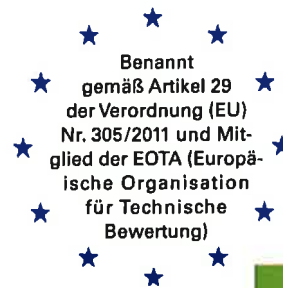 Benannt
gemäß Artikel 29
der Verordnung (EU)
Nr. 305/2011 und Mit-
glied der EOTA (Europä-
ische Organisation
für Technische
Bewertung)